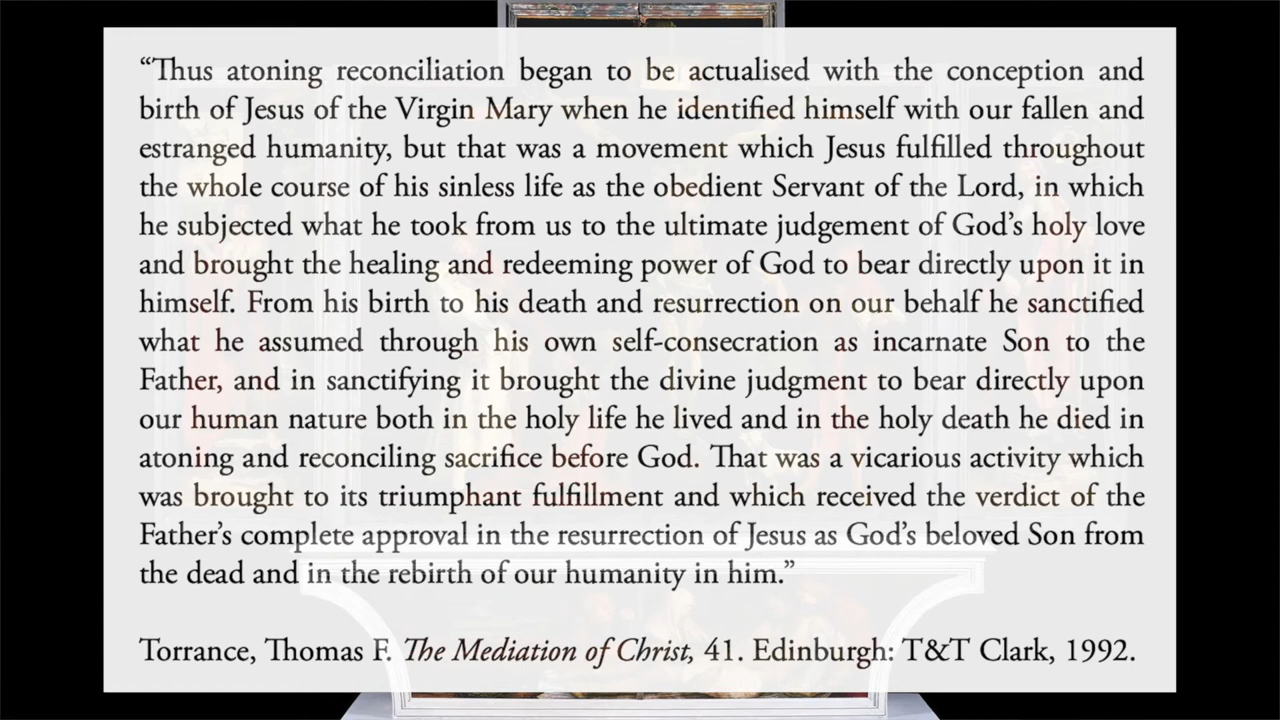 “Thus atoning reconciliation began to be actualised with the conception and
birth of Jesus of the Virgin Mary when he identified himself with our fallen and
estranged humanity, but that was a movement which Jesus fulfilled throughout
the whole course of his sinless life as the obedient Servant of the Lord, in which
he subjected what he took from us to the ultimate judgement of God’s holy love
and brought the healing and redeeming power of God to bear directly upon it in
himself. From his birth to his death and resurrection on our behalf he sanctified
what he assumed through his own self-consecration as incarnate Son to the
Father, and in sanctifying it brought the divine judgment to bear directly upon
our human nature both in the holy life he lived and in the holy death he died in
atoning and reconciling sacrifice before God. That was a vicarious activity which
was brought to its triumphant fulfillment and which received the verdict of the
Father’s complete approval in the resurrection of Jesus as God’s beloved Son from
the dead and in the rebirth of our humanity in him.”
Torrance, Thomas F. The Mediation of Christ, 41. Edinburgh: T&T Clark, 1992.